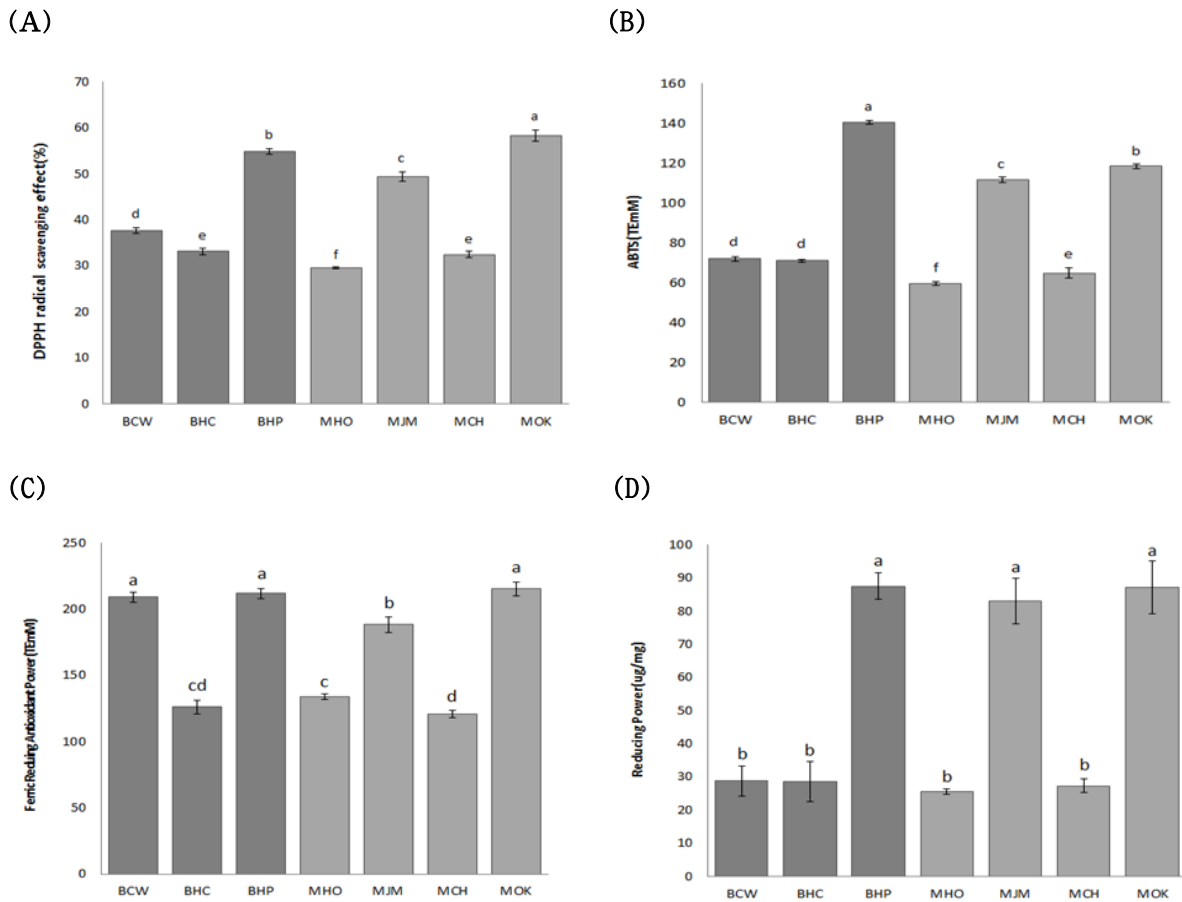 (A)
DPPH radical scavenging effect(%)
70
60
50
40
30
20
10
0
d
e
b
f
c
e
a
BCW BHC BHP MHO MJM MCH MOK
(B)
ABTS(TEmM)
160
140
120
100
80
60
40
20
0
d
d
a
f
c
e
b
BCW BHC BHP MHO MJM MCH MOK
(C)
Ferric Reducing Antioxidant Power(TEmM)
250
200
150
100
50
0
a
cd
a
c
b
d
a
BCW BHC BHP MHO MJM MCH MOK
(D)
Reducing Power(ug/mg)
100
90
80
70
60
50
40
30
20
10
0
b
b
a
b
a
b
a
BCW BHC BHP MHO MJM MCH MOK